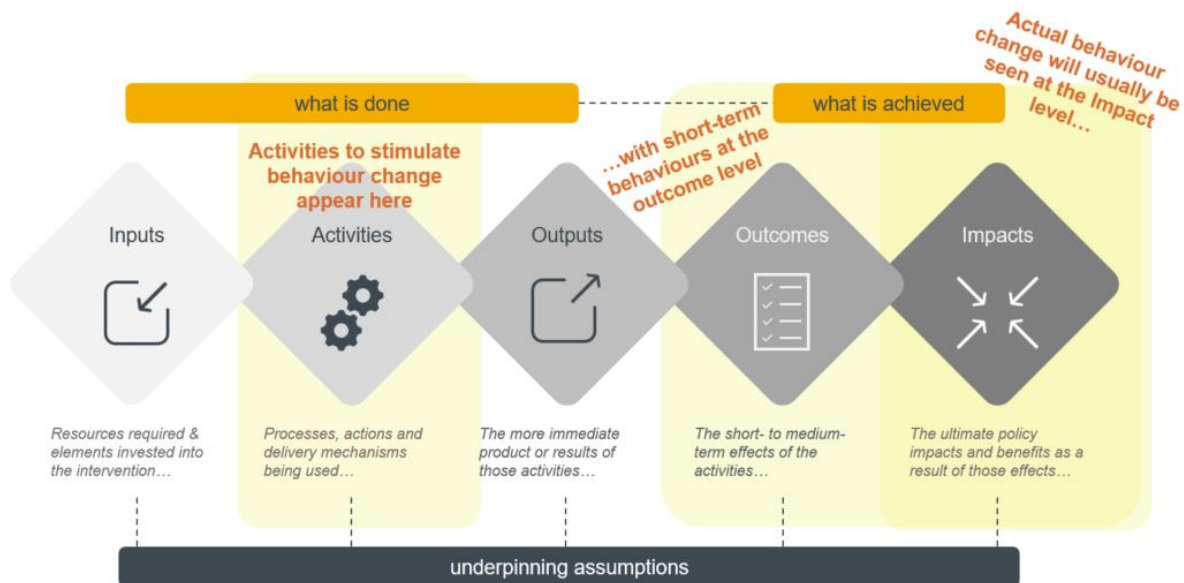 Actual behaviour
change will usually be
seen at the Impact
level…
what is done
what is achieved
Activities to stimulate
behaviour change
appear here
…with short-term
behaviours at the
outcome level
Inputs
Activities
Outputs
Outcomes
Impacts
Resources required &
elements invested into
the intervention…
Processes, actions and
delivery mechanisms
being used…
The more immediate
product or results of
those activities…
The short- to medium-
term effects of the
activities…
The ultimate policy
impacts and benefits as a
result of those effects…
underpinning assumptions